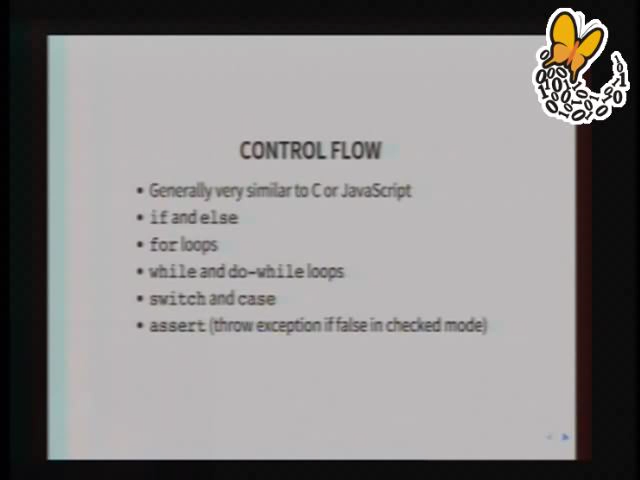 CONTROL FLOW
• Generally very similar to C or JavaScript
• if and else
• for loops
• while and do-while loops
• switch and case
• assert (throw exception if false in checked mode)